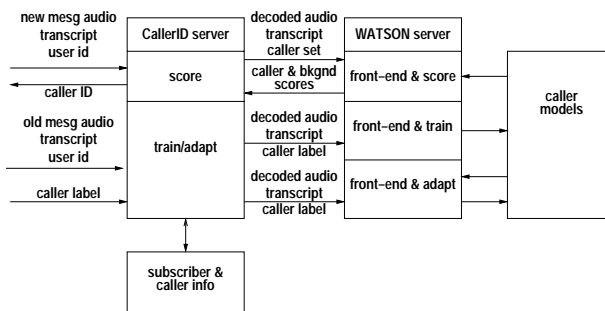 new mesg audio
transcript
user id
caller ID
old mesg audio
transcript
user id
caller label
CallerID server
score
train/adapt
subscriber &
caller info
decoded audio
transcript
caller set
caller & bkgnd
scores
decoded audio
transcript
caller label
decoded audio
transcript
caller label
WATSON server
front-end & score
front-end & train
front-end & adapt
caller
models